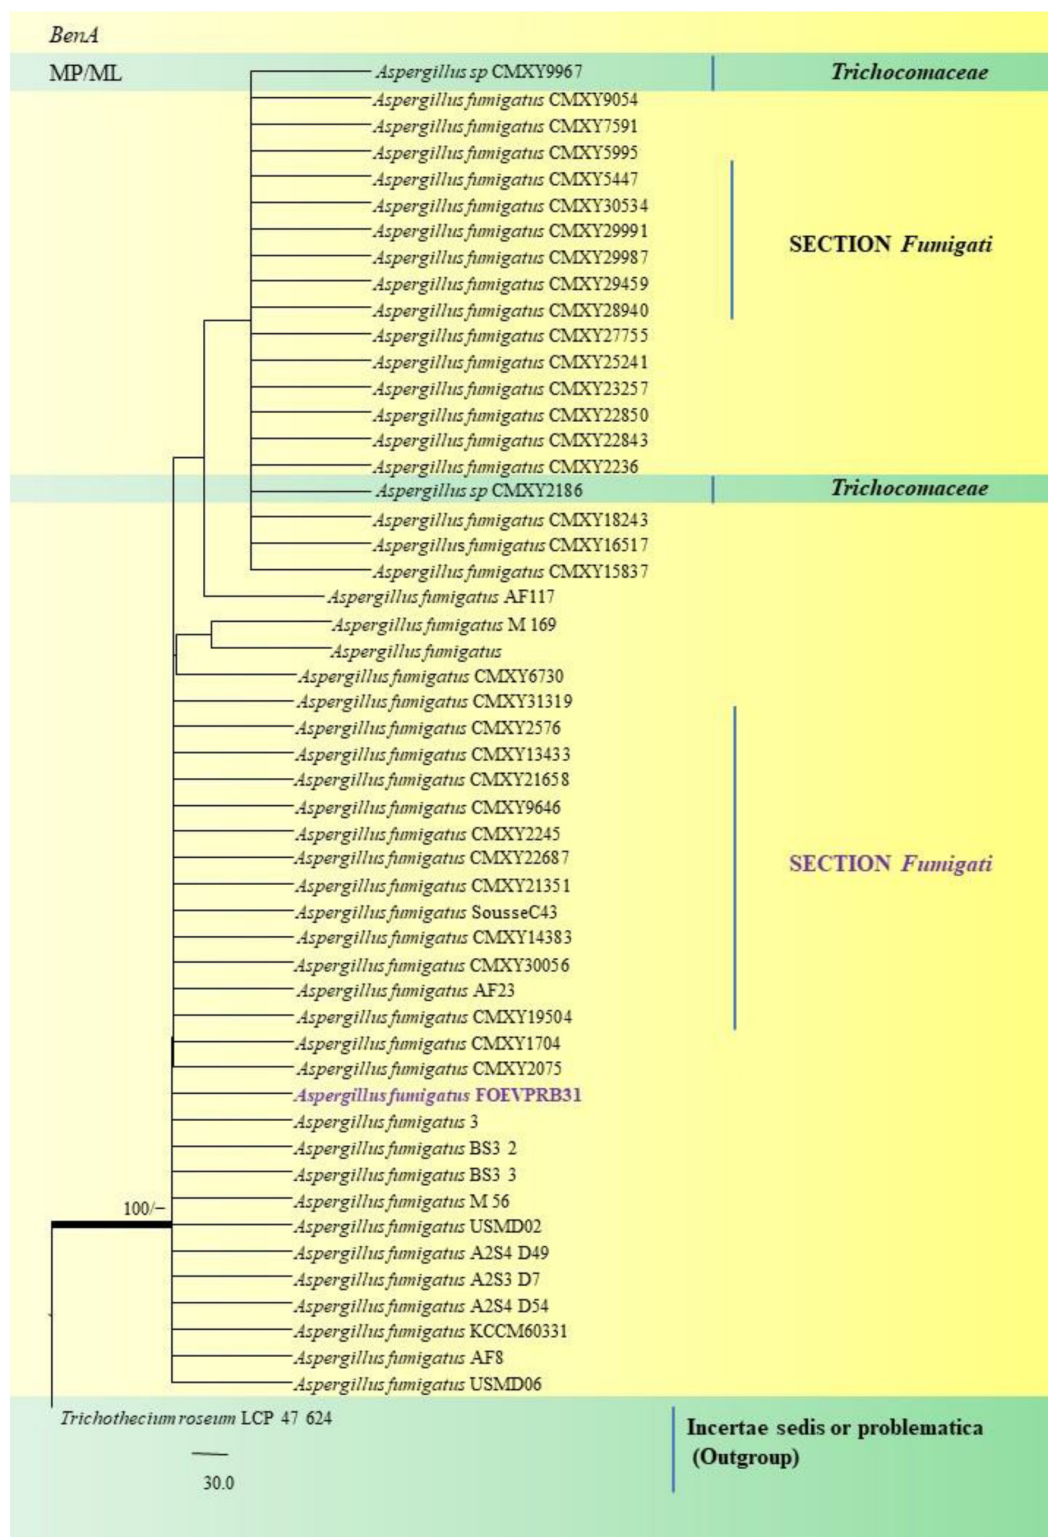 BenA
MP/ML
Aspergillus sp CMXY9967
Trichocomaceae
Aspergillus fumigatus CMXY9054
Aspergillus fumigatus CMXY7591
Aspergillus fumigatus CMXY5995
Aspergillus fumigatus CMXY5447
Aspergillus fumigatus CMXY30534
Aspergillus fumigatus CMXY29991
SECTION Fumigati
Aspergillus fumigatus CMXY29987
Aspergillus fumigatus CMXY29459
Aspergillus fumigatus CMXY28940
Aspergillus fumigatus CMXY27755
Aspergillus fumigatus CMXY25241
Aspergillus fumigatus CMXY23257
Aspergillus fumigatus CMXY22850
Aspergillus fumigatus CMXY22843
Aspergillus fumigatus CMXY2236
Aspergillus sp CMXY2186
Trichocomaceae
Aspergillus fumigatus CMXY18243
Aspergillus fumigatus CMXY16517
Aspergillus fumigatus CMXY15837
Aspergillus fumigatus AF117
Aspergillus fumigatus M 169
Aspergillus fumigatus
Aspergillus fumigatus CMXY6730
Aspergillus fumigatus CMXY31319
Aspergillus fumigatus CMXY2576
Aspergillus fumigatus CMXY13433
Aspergillus fumigatus CMXY21658
Aspergillus fumigatus CMXY9646
Aspergillus fumigatus CMXY2245
Aspergillus fumigatus CMXY22687
SECTION Fumigati
Aspergillus fumigatus CMXY21351
Aspergillus fumigatus SousseC43
Aspergillus fumigatus CMXY14383
Aspergillus fumigatus CMXY30056
Aspergillus fumigatus AF23
Aspergillus fumigatus CMXY19504
Aspergillus fumigatus CMXY1704
Aspergillus fumigatus CMXY2075
Aspergillus fumigatus FOEVPRB31
Aspergillus fumigatus 3
Aspergillus fumigatus BS3 2
Aspergillus fumigatus BS3 3
Aspergillus fumigatus M 56
100/–
Aspergillus fumigatus USMD02
Aspergillus fumigatus A2S4 D49
Aspergillus fumigatus A2S3 D7
Aspergillus fumigatus A2S4 D54
Aspergillus fumigatus KCCM60331
Aspergillus fumigatus AF8
Aspergillus fumigatus USMD06
Trichothecium roseum LCP 47 624
Incertae sedis or problematica
(Outgroup)
30.0